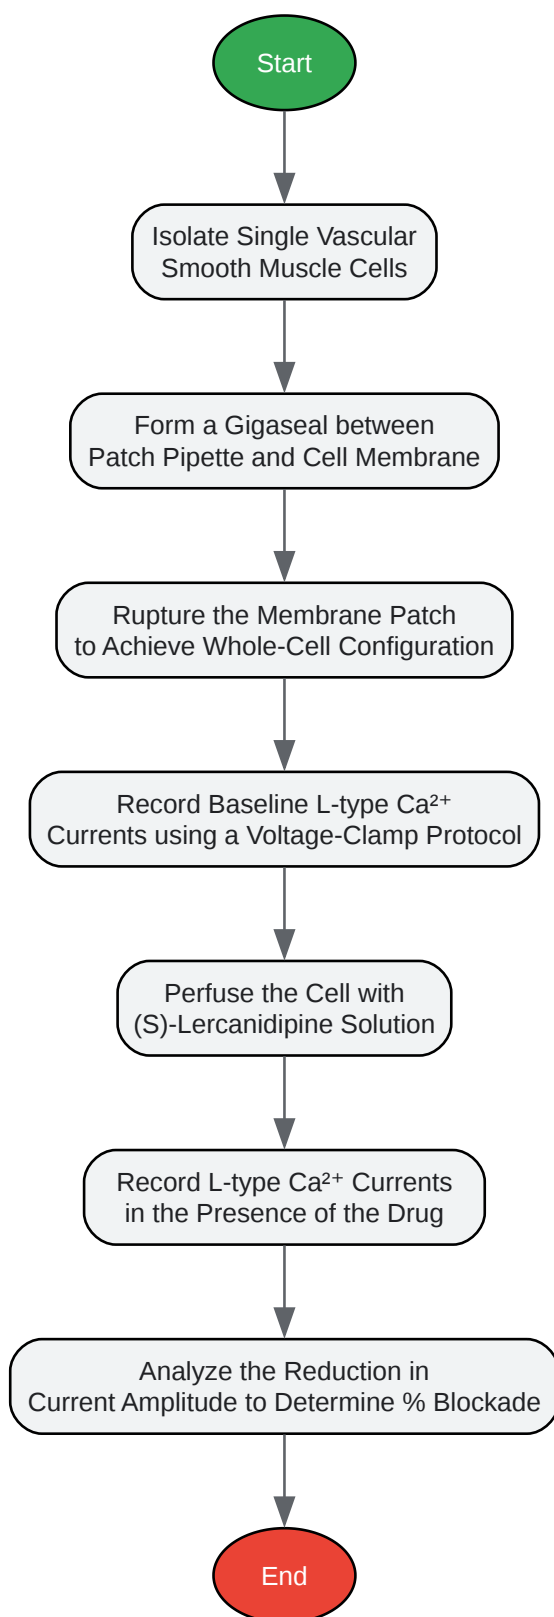 Start
Isolate Single Vascular
Smooth Muscle Cells
Form a Gigaseal between
Patch Pipette and Cell Membrane
Rupture the Membrane Patch
to Achieve Whole-Cell Configuration
Record Baseline L-type Ca²⁺
Currents using a Voltage-Clamp Protocol
Perfuse the Cell with
(S)-Lercanidipine Solution
Record L-type Ca²⁺ Currents
in the Presence of the Drug
Analyze the Reduction in
Current Amplitude to Determine % Blockade
End